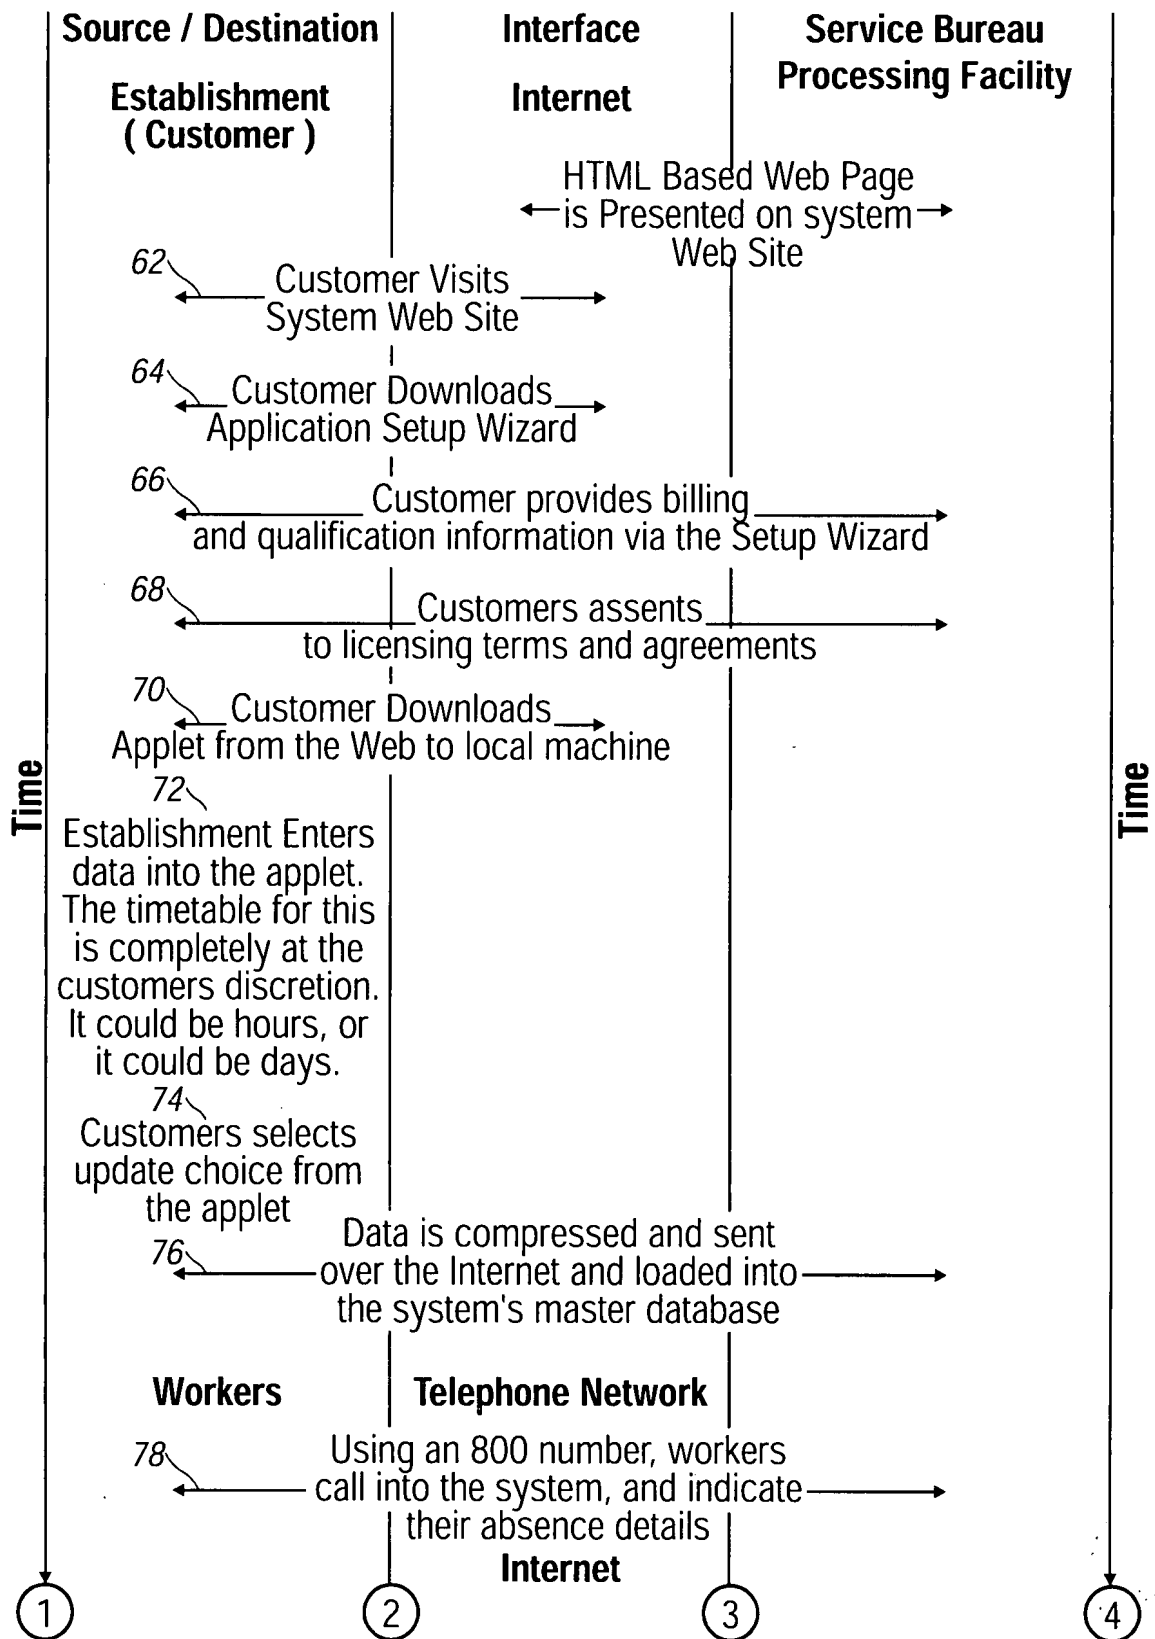 Source / Destination
Interface
Service Bureau
Processing Facility
Establishment
( Customer )
Internet
HTML Based Web Page
is Presented on system
Web Site
62
Customer Visits
System Web Site
64
Customer Downloads
Application Setup Wizard
66
Customer provides billing
and qualification information via the Setup Wizard
68
Customers assents
to licensing terms and agreements
70
Customer Downloads
Applet from the Web to local machine
Time
Time
72
Establishment Enters
data into the applet.
The timetable for this
is completely at the
customers discretion.
It could be hours, or
it could be days.
74
Customers selects
update choice from
the applet
76
Data is compressed and sent
over the Internet and loaded into
the system's master database
Workers
Telephone Network
78
Using an 800 number, workers
call into the system, and indicate
their absence details
Internet
1
2
3
4